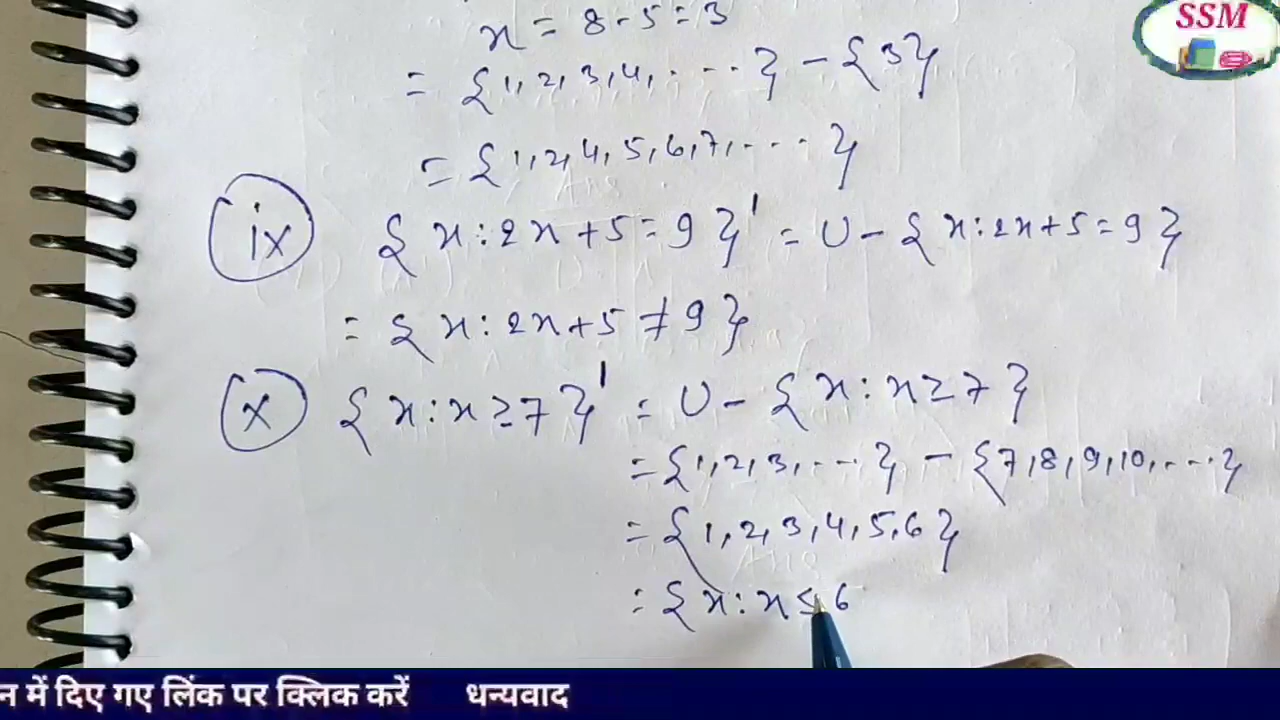 SSM
x = 8 - 5 = 3
= {1, 2, 3, 4, ....} - {3}
= {1, 2, 4, 5, 6, 7, ....}
ix {x : 2x + 5 = 9}' = U - {x : 2x + 5 = 9}
= {x : 2x + 5 ≠ 9}
x {x : x ≥ 7}' = U - {x : x ≥ 7}
= {1, 2, 3, ....} - {7, 8, 9, 10, ....}
= {1, 2, 3, 4, 5, 6}
= {x : x ≤ 6
न में दिए गए लिंक पर क्लिक करें धन्यवाद